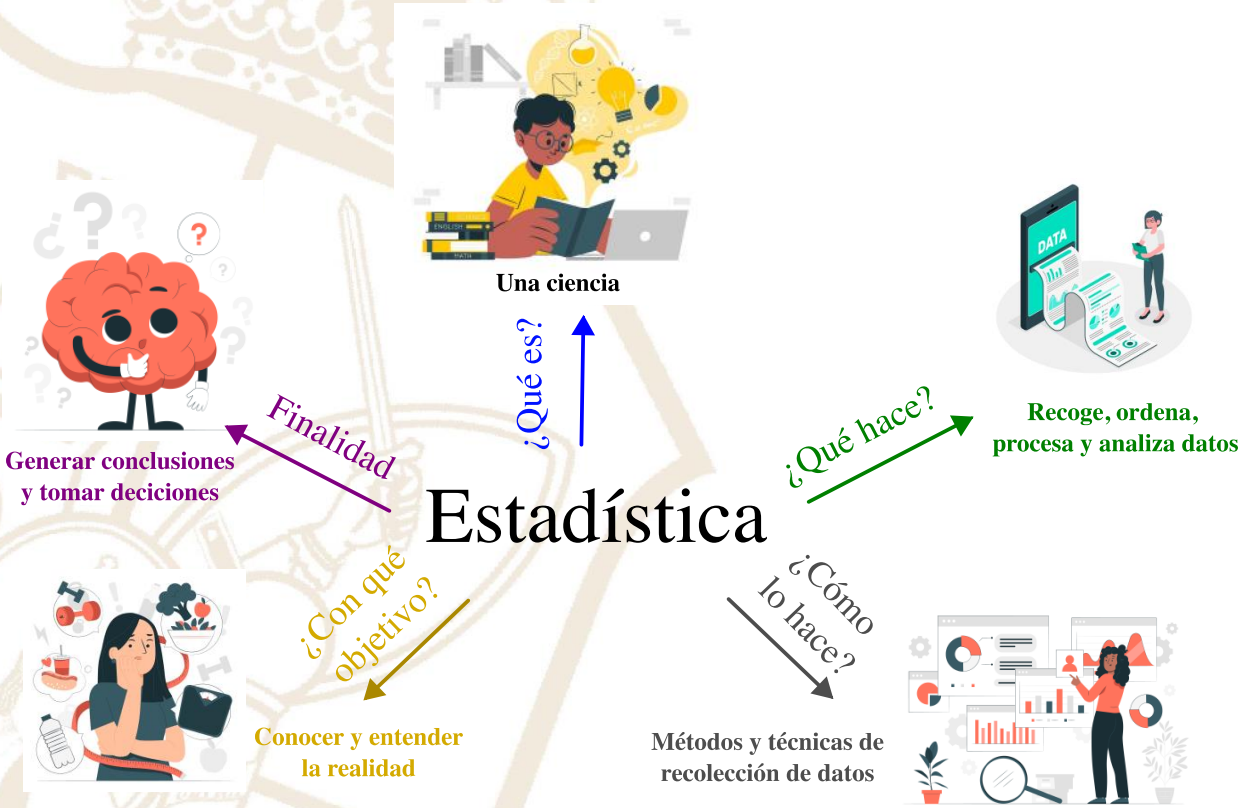 ENGLISH
MATH
Una ciencia
¿Qué es?
DATA
¿Qué hace?
Recoge, ordena,
procesa y analiza datos
?
Finalidad
Generar conclusiones
y tomar deciciones
Estadística
¿Con qué
objetivo?
Conocer y entender
la realidad
¿Cómo
lo hace?
Métodos y técnicas de
recolección de datos